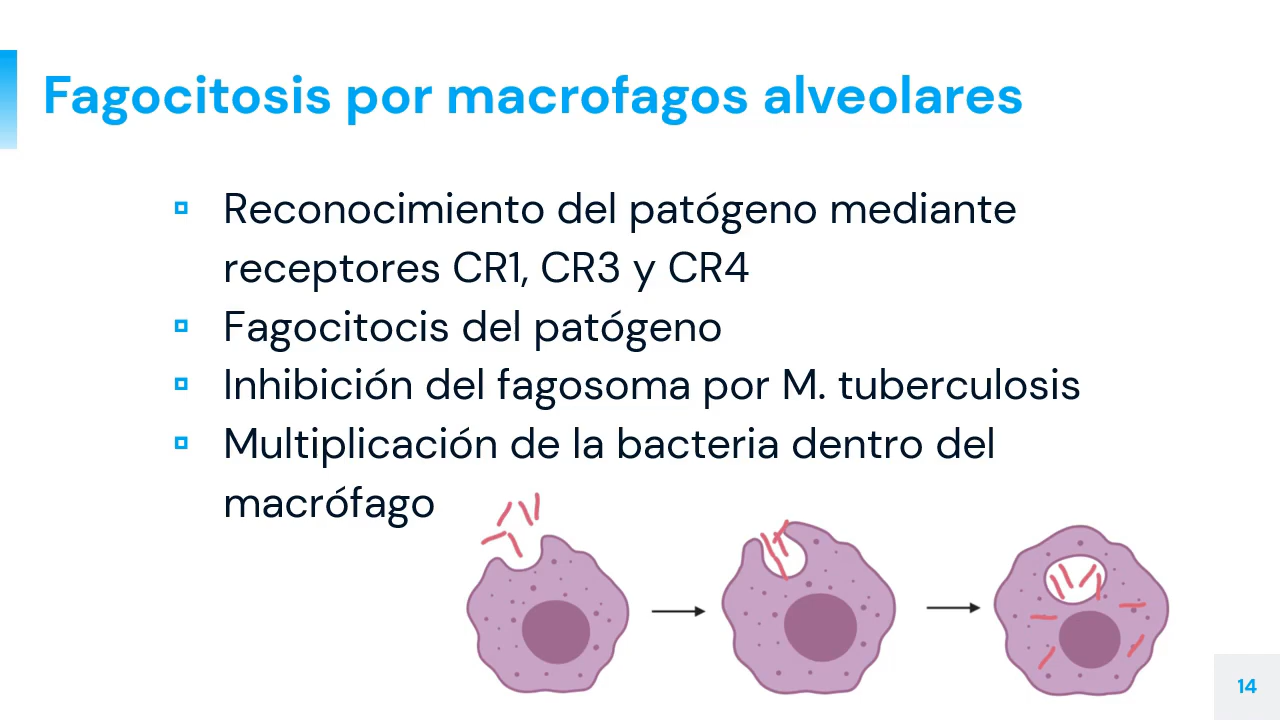 Fagocitosis por macrofagos alveolares
Reconocimiento del patógeno mediante
receptores CR1, CR3 y CR4
Fagocitocis del patógeno
Inhibición del fagosoma por M. tuberculosis
Multiplicación de la bacteria dentro del
macrófago
14